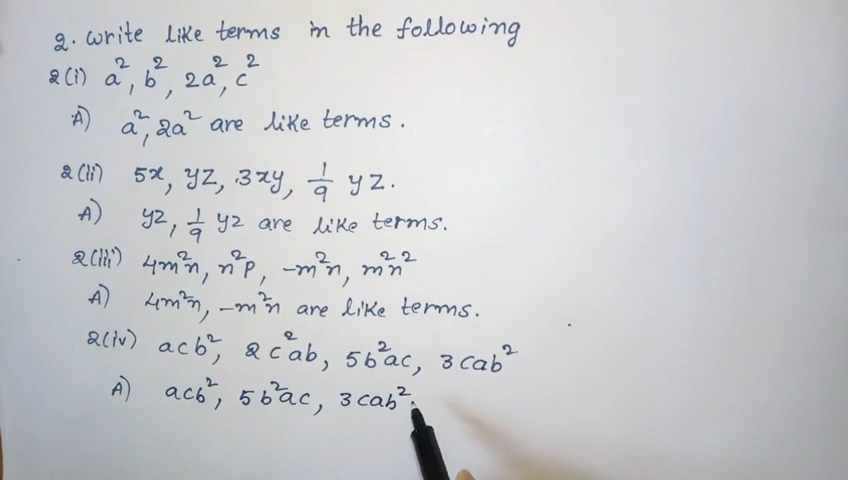 2. Write like terms in the following
2(i) a², b², 2a², c²
A) a², 2a² are like terms.
2(ii) 5x, yz, 3xy, 1/9 yz.
A) yz, 1/9 yz are like terms.
2(iii) 4m²n, n²p, -m²n, m²n²
A) 4m²n, -m²n are like terms.
2(iv) acb², 2c²ab, 5b²ac, 3cab²
A) acb², 5b²ac, 3cab²